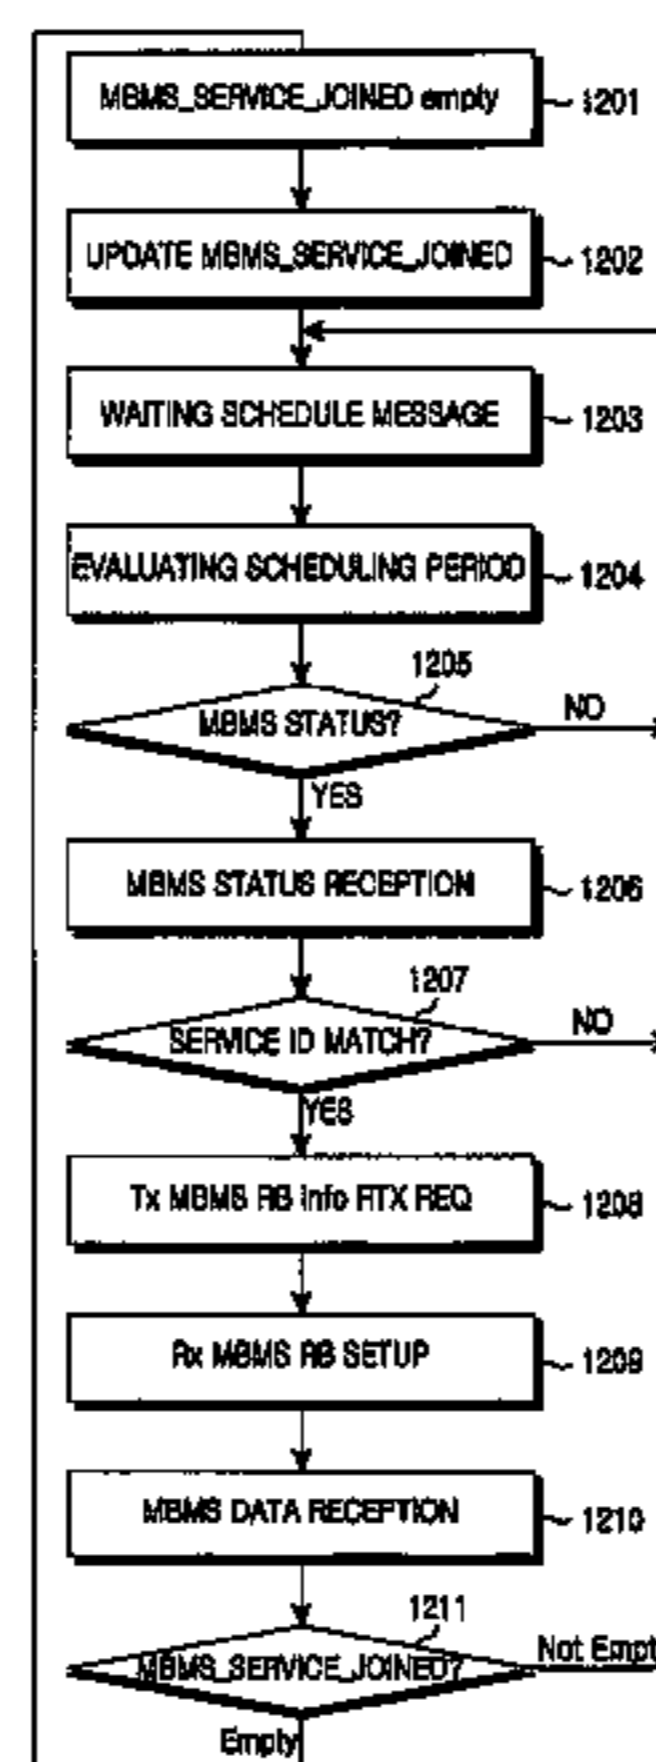 MBMS_SERVICE_JOINED empty
1201
UPDATE MBMS_SERVICE_JOINED
1202
WAITING SCHEDULE MESSAGE
1203
EVALUATING SCHEDULING PERIOD
1204
1205
MBMS STATUS?
NO
YES
MBMS STATUS RECEPTION
1206
1207
SERVICE ID MATCH?
NO
YES
Tx MBMS RB info RTX REQ
1208
Rx MBMS RB SETUP
1209
MBMS DATA RECEPTION
1210
1211
MBMS_SERVICE_JOINED?
Not Empt
Empty